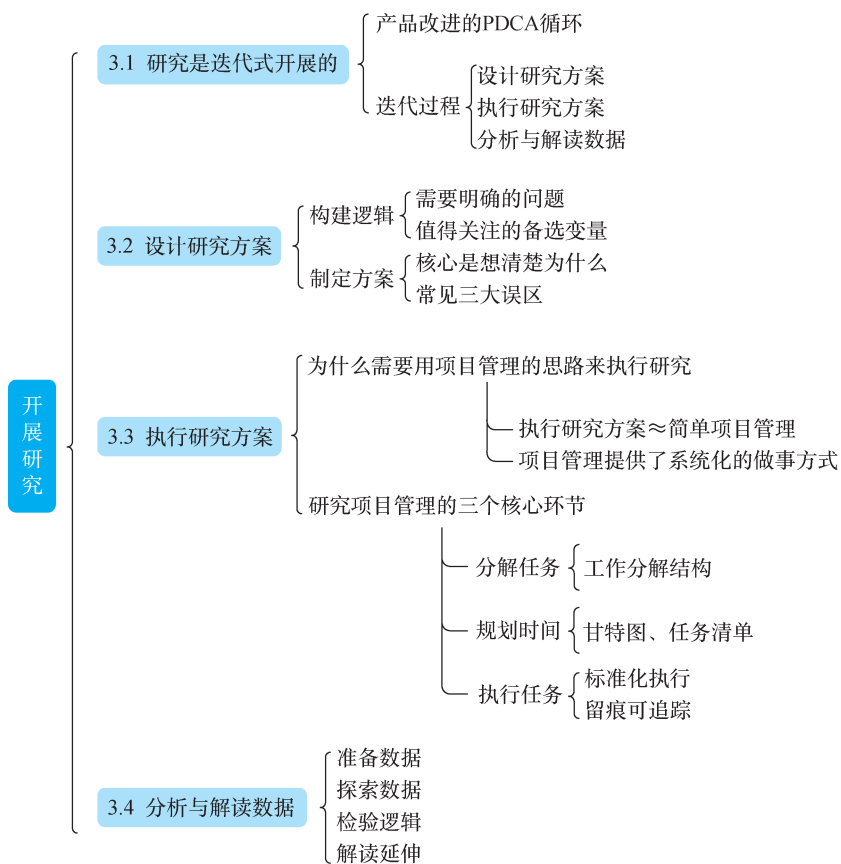 开展研究
3.1 研究是迭代式开展的
产品改进的PDCA循环
迭代过程
设计研究方案
执行研究方案
分析与解读数据
3.2 设计研究方案
构建逻辑
需要明确的问题
值得关注的备选变量
制定方案
核心是想清楚为什么
常见三大误区
3.3 执行研究方案
为什么需要用项目管理的思路来执行研究
执行研究方案≈简单项目管理
项目管理提供了系统化的做事方式
研究项目管理的三个核心环节
分解任务
工作分解结构
规划时间
甘特图、任务清单
执行任务
标准化执行
留痕可追踪
3.4 分析与解读数据
准备数据
探索数据
检验逻辑
解读延伸